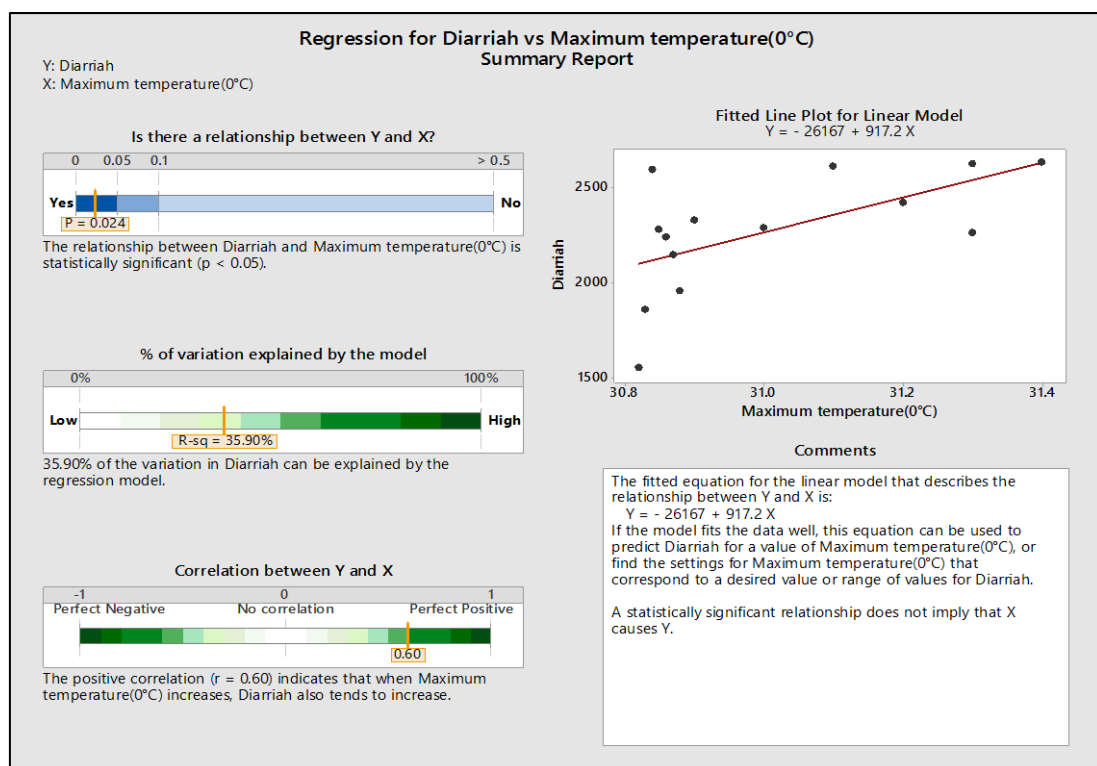 Regression for Diarriah vs Maximum temperature(0°C)
Summary Report
Y: Diarriah
X: Maximum temperature(0°C)
Is there a relationship between Y and X?
0 0.05 0.1 > 0.5
Yes No
P = 0.024
The relationship between Diarriah and Maximum temperature(0°C) is
statistically significant (p < 0.05).
% of variation explained by the model
0% 100%
Low High
R-sq = 35.90%
35.90% of the variation in Diarriah can be explained by the
regression model.
Correlation between Y and X
-1 0 1
Perfect Negative No correlation Perfect Positive
0.60
The positive correlation (r = 0.60) indicates that when Maximum
temperature(0°C) increases, Diarriah also tends to increase.
Fitted Line Plot for Linear Model
Y = - 26167 + 917.2 X
2500
2000
1500
Diarriah
30.8 31.0 31.2 31.4
Maximum temperature(0°C)
Comments
The fitted equation for the linear model that describes the
relationship between Y and X is:
Y = - 26167 + 917.2 X
If the model fits the data well, this equation can be used to
predict Diarriah for a value of Maximum temperature(0°C), or
find the settings for Maximum temperature(0°C) that
correspond to a desired value or range of values for Diarriah.
A statistically significant relationship does not imply that X
causes Y.